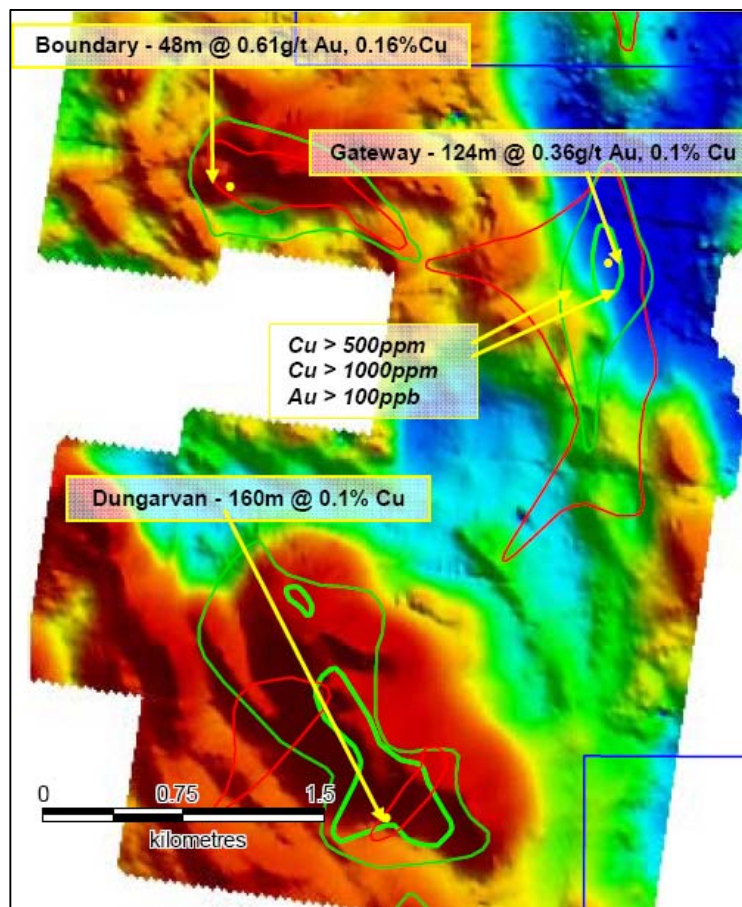 Boundary - 48m @ 0.61g/t Au, 0.16%Cu
Gateway - 124m @ 0.36g/t Au, 0.1% Cu
Cu > 500ppm
Cu > 1000ppm
Au > 100ppb
Dungarvan - 160m @ 0.1% Cu
0 0.75 1.5
kilometres